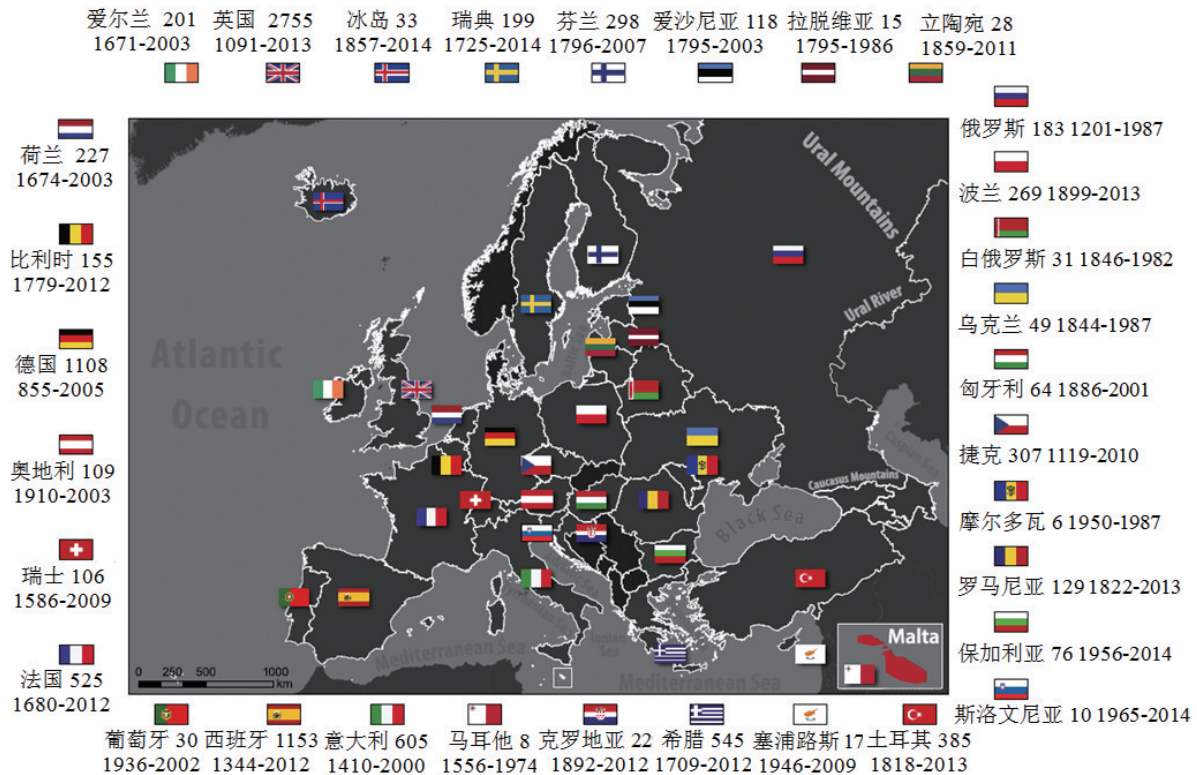 爱尔兰 201
1671-2003
英国 2755
1091-2013
冰岛 33
1857-2014
瑞典 199
1725-2014
芬兰 298
1796-2007
爱沙尼亚 118
1795-2003
拉脱维亚 15
1795-1986
立陶宛 28
1859-2011
荷兰 227
1674-2003
比利时 155
1779-2012
德国 1108
855-2005
奥地利 109
1910-2003
瑞士 106
1586-2009
法国 525
1680-2012
Atlantic
Ocean
Baltic Sea
Ural Mountains
Ural River
Caspian Sea
Caucasus Mountains
Black Sea
Tyrrhenian Sea
Ionian
Sea
Mediterranean Sea
Mediterranean Sea
Malta
0 250 500 1000
km
俄罗斯 183 1201-1987
波兰 269 1899-2013
白俄罗斯 31 1846-1982
乌克兰 49 1844-1987
匈牙利 64 1886-2001
捷克 307 1119-2010
摩尔多瓦 6 1950-1987
罗马尼亚 129 1822-2013
保加利亚 76 1956-2014
斯洛文尼亚 10 1965-2014
葡萄牙 30
1936-2002
西班牙 1153
1344-2012
意大利 605
1410-2000
马耳他 8
1556-1974
克罗地亚 22
1892-2012
希腊 545
1709-2012
塞浦路斯 17
1946-2009
土耳其 385
1818-2013